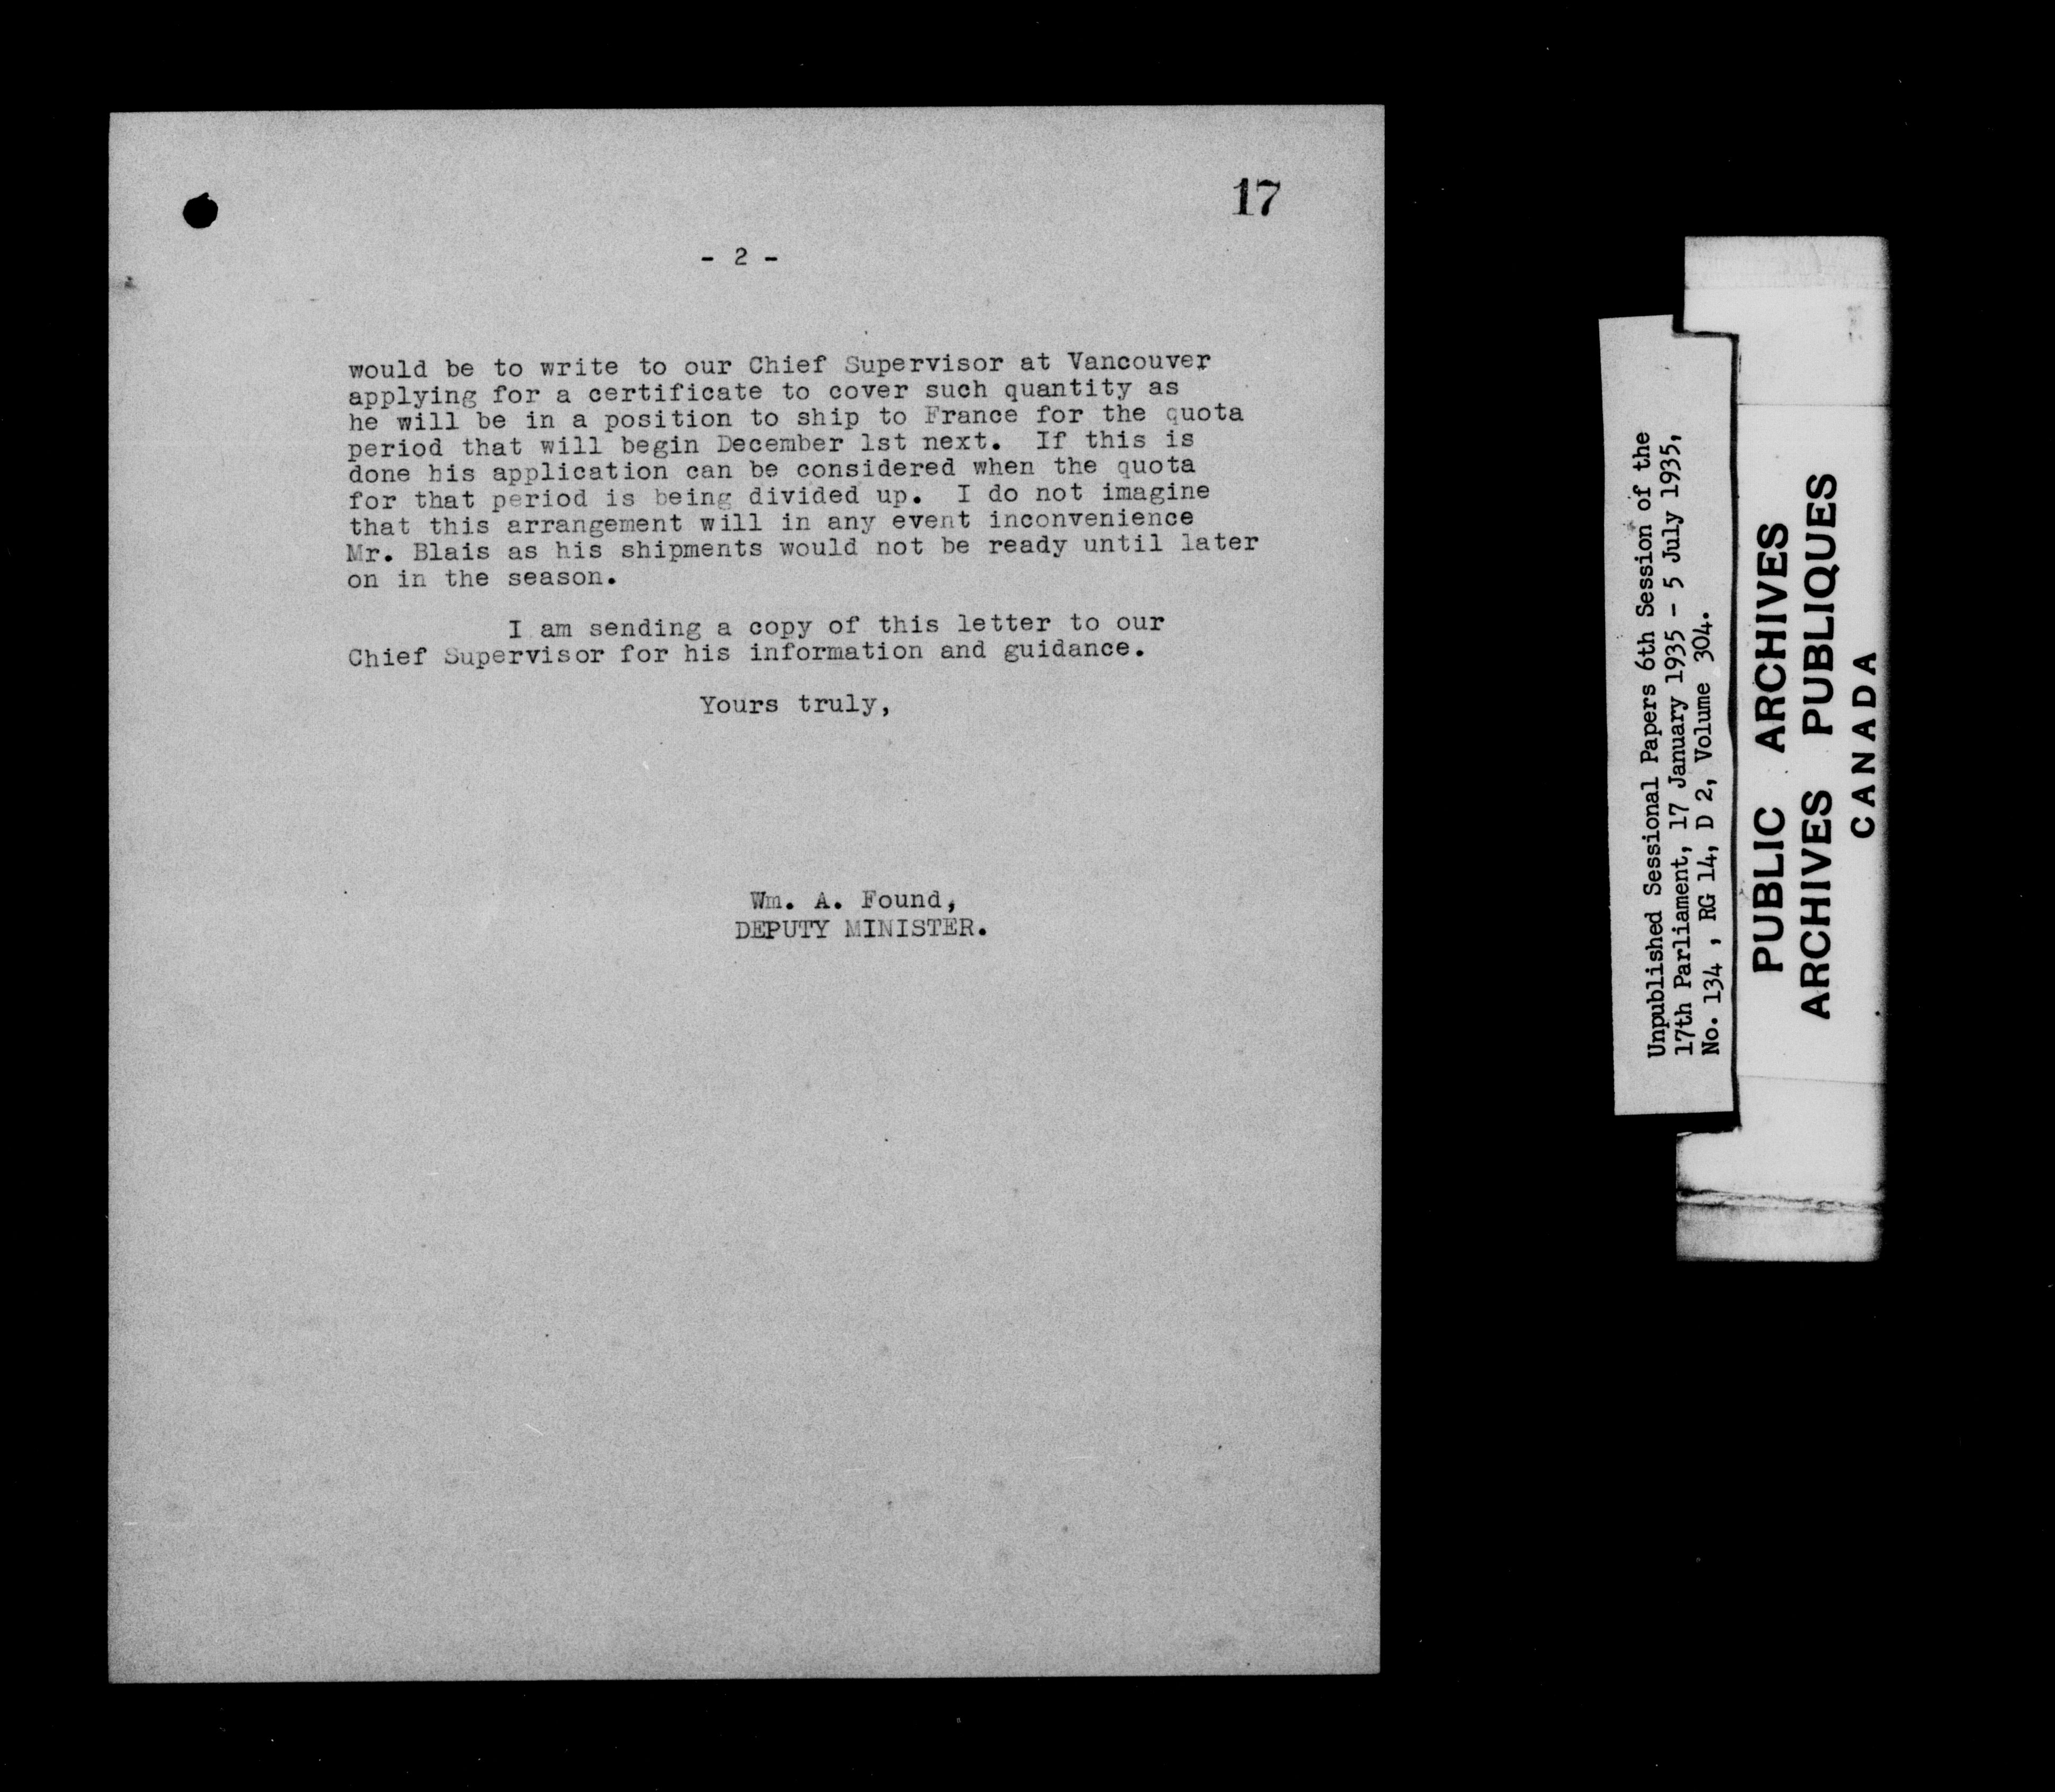 17
- 2 -
would be to write to our Chief Supervisor at Vancouver
applying for a certificate to cover such quantity as
he will be in a position to ship to France for the quota
period that will begin December 1st next.  If this is
done his application can be considered when the quota
for that period is being divided up.  I do not imagine
that this arrangement will in any event inconvenience
Mr. Blais as his shipments would not be ready until later
on in the season.
I am sending a copy of this letter to our
Chief Supervisor for his information and guidance.
Yours truly,
Wm. A. Found,
DEPUTY MINISTER.
Unpublished Sessional Papers 6th Session of the
17th Parliament, 17 January 1935 - 5 July 1935,
No. 134 , RG 14, D 2, Volume 304.
PUBLIC ARCHIVES
ARCHIVES PUBLIQUES
CANADA